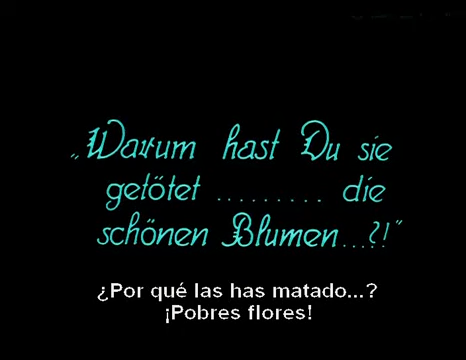 „Warum hast Du sie
getötet ......... die
schönen Blumen...?!"
¿Por qué las has matado...?
¡Pobres flores!